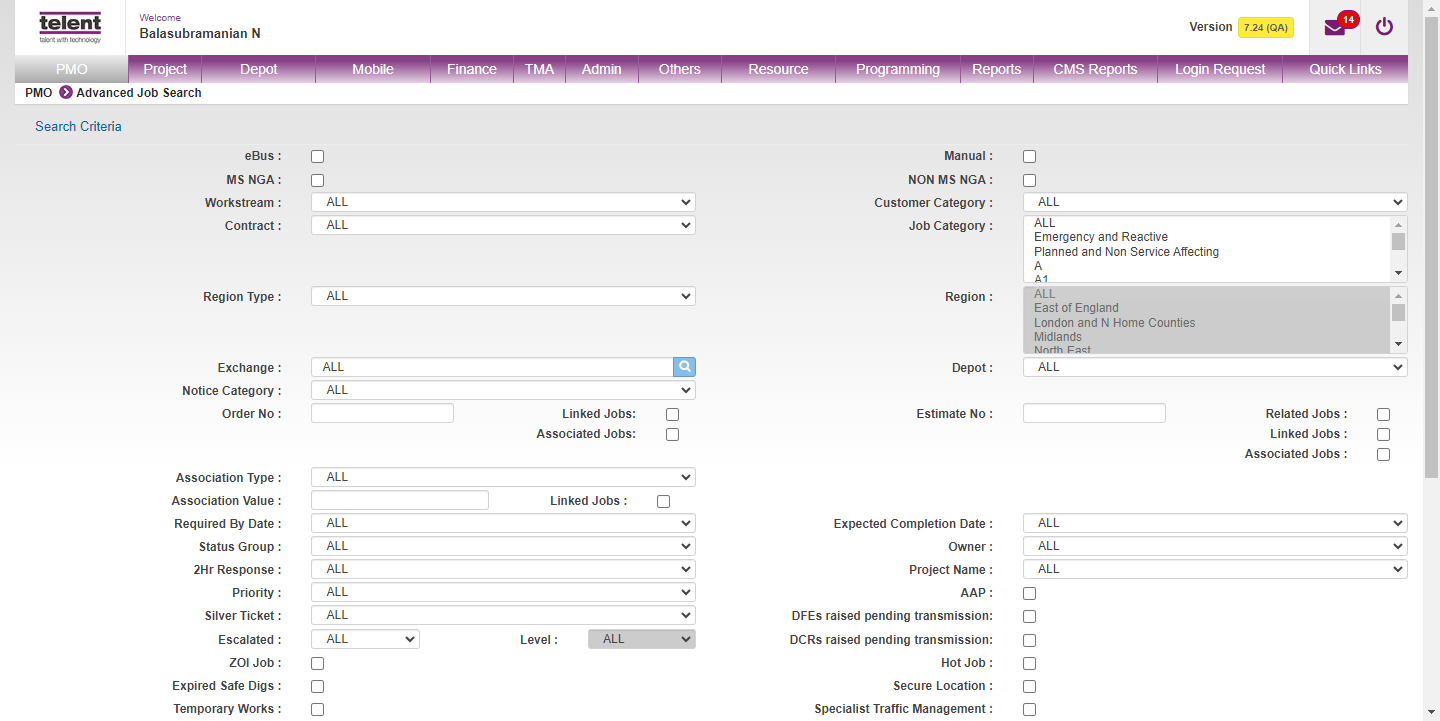 telent
talent with technology
Welcome
Balasubramanian N
Version 7.24 (QA)
14
PMO Project Depot Mobile Finance TMA Admin Others Resource Programming Reports CMS Reports Login Request Quick Links
PMO Advanced Job Search
Search Criteria
eBus : Manual :
MS NGA : NON MS NGA :
Workstream : ALL Customer Category : ALL
Contract : ALL Job Category : ALL
Emergency and Reactive
Planned and Non Service Affecting
A
A1
Region Type : ALL Region : ALL
East of England
London and N Home Counties
Midlands
North East
Exchange : ALL Depot : ALL
Notice Category : ALL
Order No : Linked Jobs: Estimate No : Related Jobs :
Associated Jobs: Linked Jobs :
Associated Jobs :
Association Type : ALL
Association Value : Linked Jobs :
Required By Date : ALL Expected Completion Date : ALL
Status Group : ALL Owner : ALL
2Hr Response : ALL Project Name : ALL
Priority : ALL AAP :
Silver Ticket : ALL DFEs raised pending transmission:
Escalated : ALL Level : ALL DCRs raised pending transmission:
ZOI Job : Hot Job :
Expired Safe Digs : Secure Location :
Temporary Works : Specialist Traffic Management :